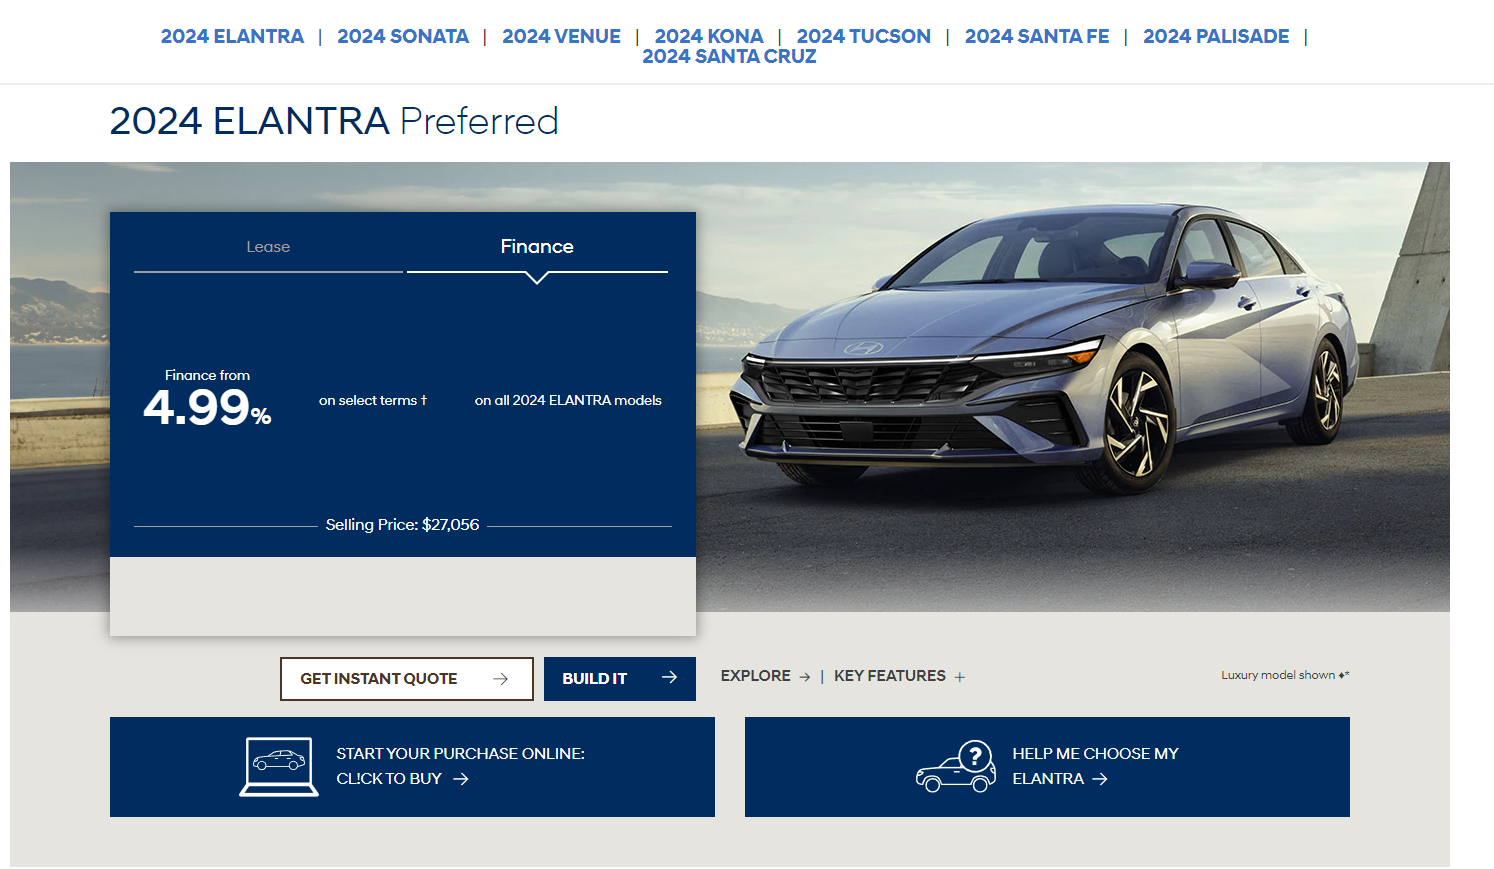 2024 ELANTRA | 2024 SONATA | 2024 VENUE | 2024 KONA | 2024 TUCSON | 2024 SANTA FE | 2024 PALISADE |
2024 SANTA CRUZ
2024 ELANTRA Preferred
Lease
Finance
Finance from
4.99%
on select terms †
on all 2024 ELANTRA models
Selling Price: $27,056
GET INSTANT QUOTE →
BUILD IT →
EXPLORE → | KEY FEATURES +
Luxury model shown ♦*
START YOUR PURCHASE ONLINE:
CL!CK TO BUY →
?
HELP ME CHOOSE MY
ELANTRA →